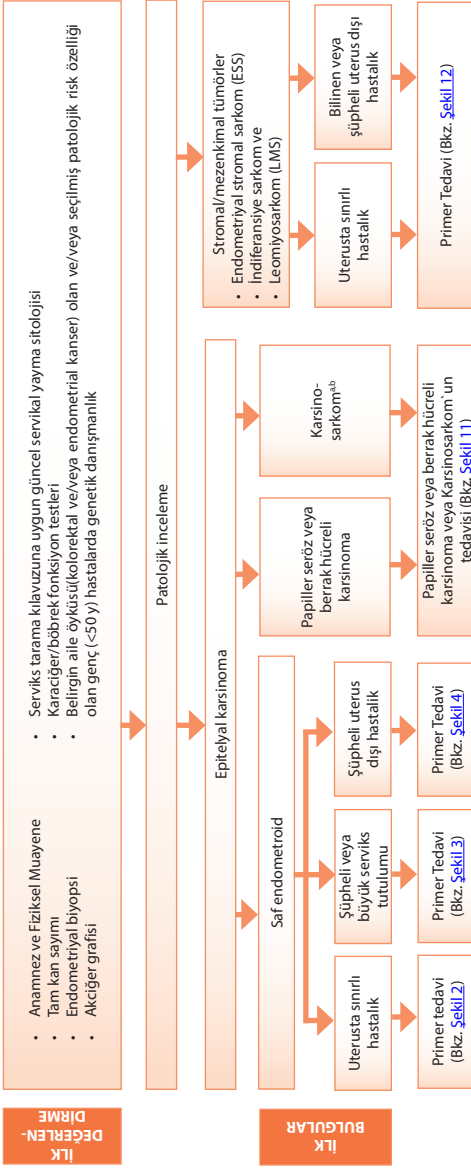 İLK
DEĞERLEN-
DİRME
• Anamnez ve Fiziksel Muayene
• Tam kan sayımı
• Endometriyal biyopsi
• Akciğer grafisi
• Serviks tarama kılavuzuna uygun güncel servikal yayma sitolojisi
• Karaciğer/böbrek fonksiyon testleri
• Belirgin aile öyküsü(kolorektal ve/veya endometrial kanser) olan ve/veya seçilmiş patolojik risk özelliği
olan genç (<50 y) hastalarda genetik danışmanlık
Patolojik inceleme
Epitelyal karsinoma
Stromal/mezenkimal tümörler
• Endometriyal stromal sarkom (ESS)
• İndiferansiye sarkom ve
• Leomiyosarkom (LMS)
İLK
BULGULAR
Saf endometroid
Papiller seröz veya
berrak hücreli
karsinoma
Karsino-
sarkomᵃ,ᵇ
Uterusta sınırlı
hastalık
Şüpheli veya
büyük serviks
tutulumu
Şüpheli uterus
dışı hastalık
Uterusta sınırlı
hastalık
Bilinen veya
şüpheli uterus dışı
hastalık
Primer tedavi
(Bkz. Şekil 2)
Primer Tedavi
(Bkz. Şekil 3)
Primer Tedavi
(Bkz. Şekil 4)
Papiller seröz veya berrak hücreli
karsinoma veya Karsinosarkom`un
tedavisi (Bkz. Şekil 11)
Primer Tedavi (Bkz. Şekil 12)